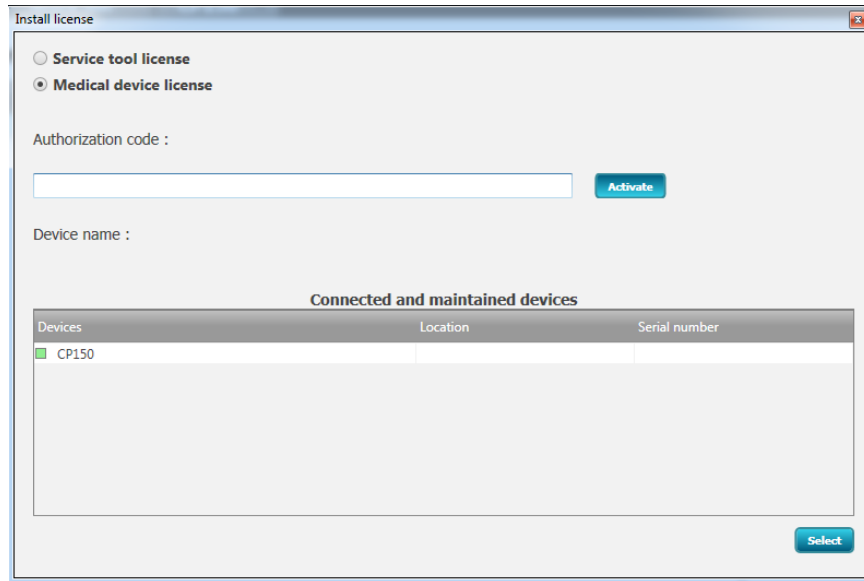 Install license
Service tool license
Medical device license
Authorization code :
Activate
Device name :
Connected and maintained devices
Devices Location Serial number
CP150
Select